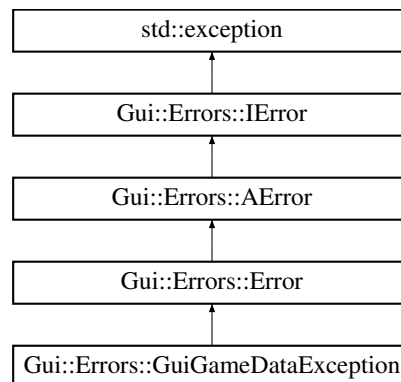 std::exception
Gui::Errors::IError
Gui::Errors::AError
Gui::Errors::Error
Gui::Errors::GuiGameDataException